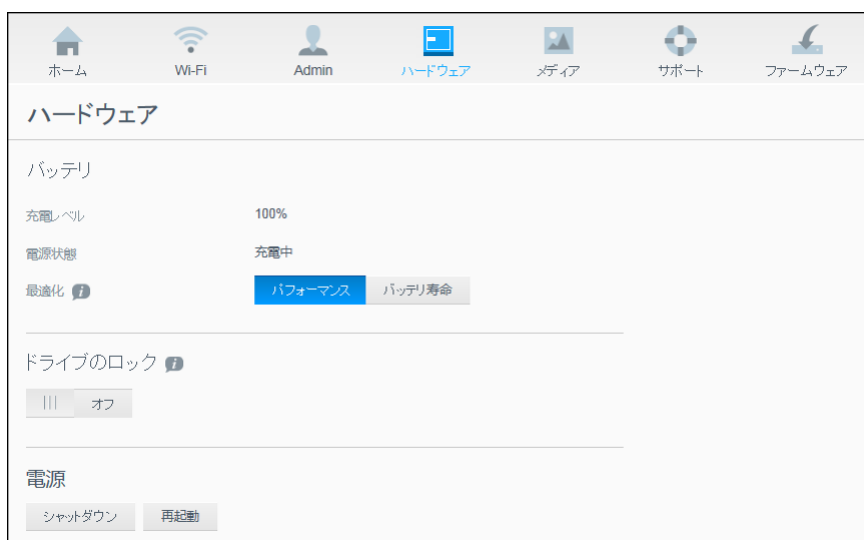 ホーム Wi-Fi Admin ハードウェア メディア サポート ファームウェア
ハードウェア
バッテリ
充電レベル 100%
電源状態 充電中
最適化 パフォーマンス バッテリ寿命
ドライブのロック
オフ
電源
シャットダウン 再起動